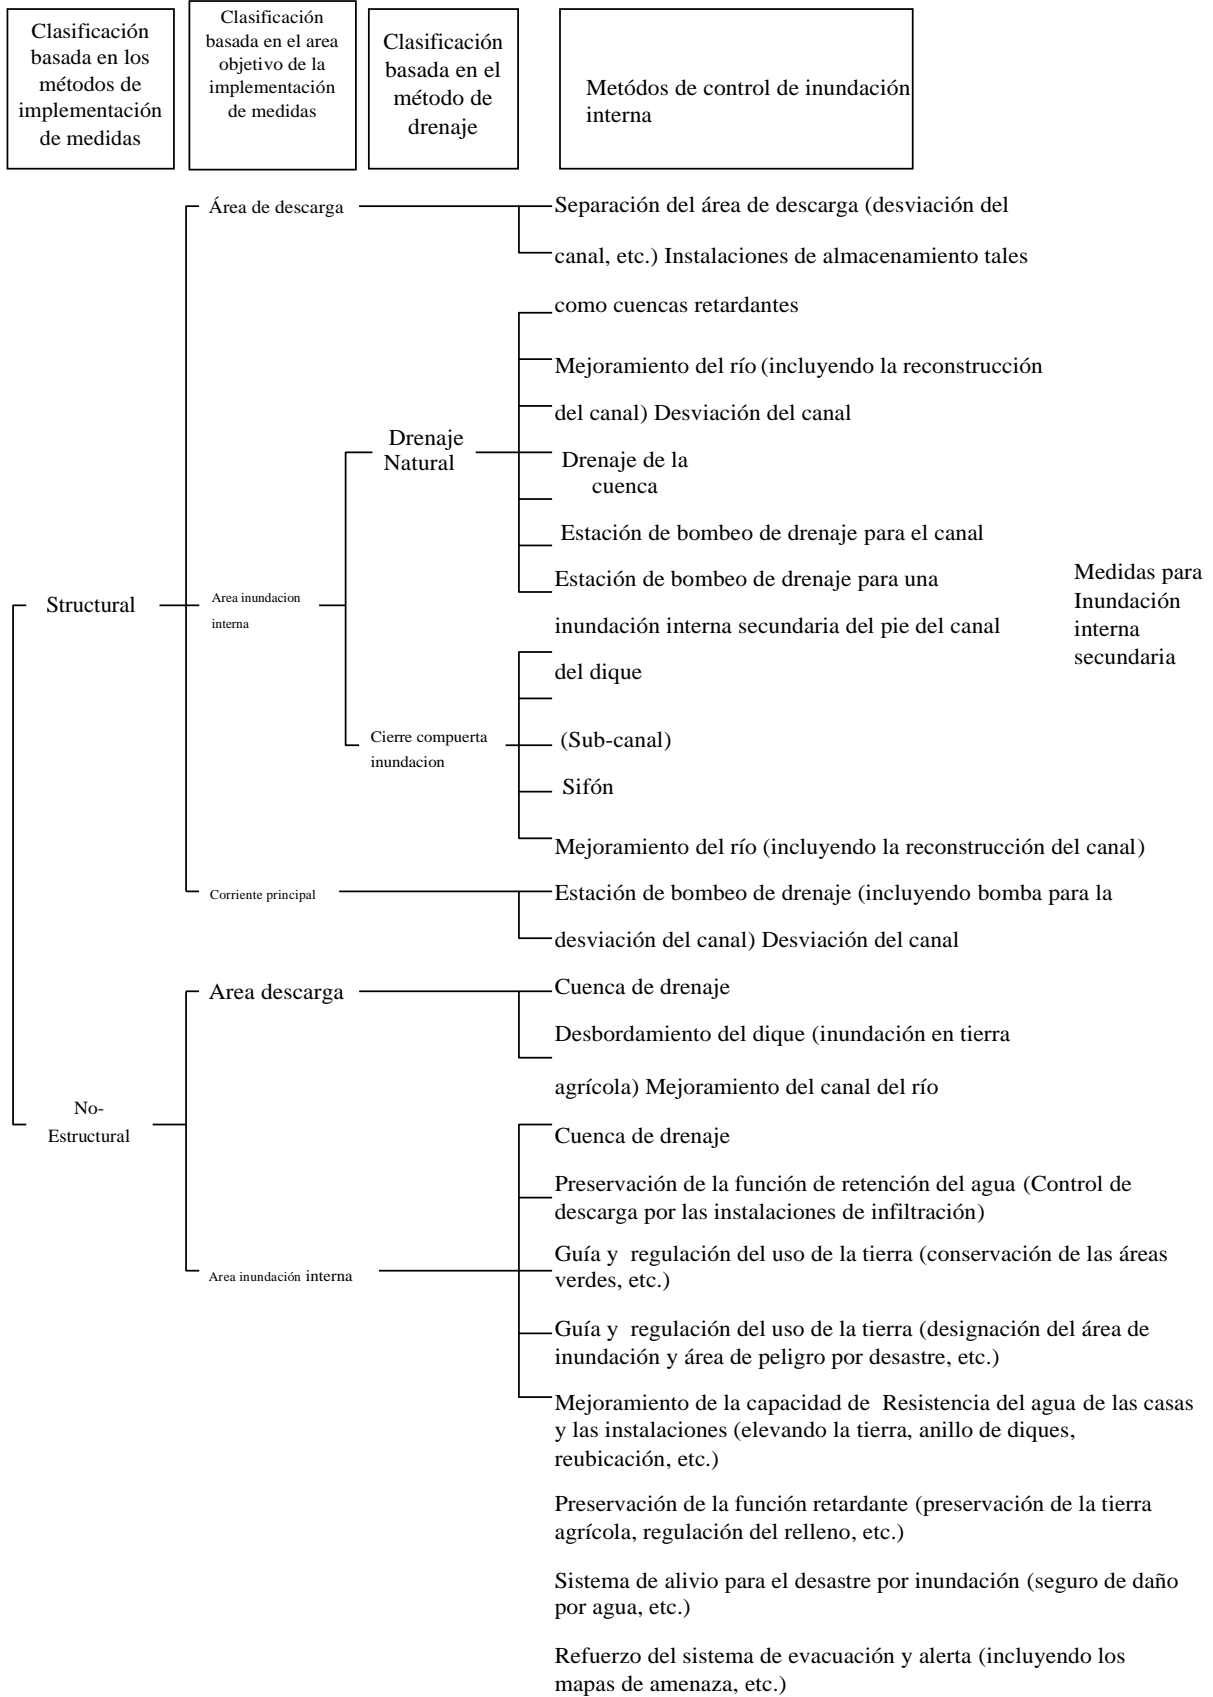 Clasificación
basada en los
métodos de
implementación
de medidas
Clasificación
basada en el area
objetivo de la
implementación
de medidas
Clasificación
basada en el
método de
drenaje
Metódos de control de inundación
interna
Área de descarga
Separación del área de descarga (desviación del
canal, etc.) Instalaciones de almacenamiento tales
como cuencas retardantes
Mejoramiento del río (incluyendo la reconstrucción
del canal) Desviación del canal
Drenaje
Natural
Drenaje de la
cuenca
Estación de bombeo de drenaje para el canal
Estación de bombeo de drenaje para una
inundación interna secundaria del pie del canal
del dique
Medidas para
Inundación
interna
secundaria
Structural
Area inundacion
interna
Cierre compuerta
inundacion
(Sub-canal)
Sifón
Mejoramiento del río (incluyendo la reconstrucción del canal)
Corriente principal
Estación de bombeo de drenaje (incluyendo bomba para la
desviación del canal) Desviación del canal
Area descarga
Cuenca de drenaje
Desbordamiento del dique (inundación en tierra
agrícola) Mejoramiento del canal del río
No-
Estructural
Cuenca de drenaje
Preservación de la función de retención del agua (Control de
descarga por las instalaciones de infiltración)
Area inundación interna
Guía y  regulación del uso de la tierra (conservación de las áreas
verdes, etc.)
Guía y  regulación del uso de la tierra (designación del área de
inundación y área de peligro por desastre, etc.)
Mejoramiento de la capacidad de  Resistencia del agua de las casas
y las instalaciones (elevando la tierra, anillo de diques,
reubicación, etc.)
Preservación de la función retardante (preservación de la tierra
agrícola, regulación del relleno, etc.)
Sistema de alivio para el desastre por inundación (seguro de daño
por agua, etc.)
Refuerzo del sistema de evacuación y alerta (incluyendo los
mapas de amenaza, etc.)